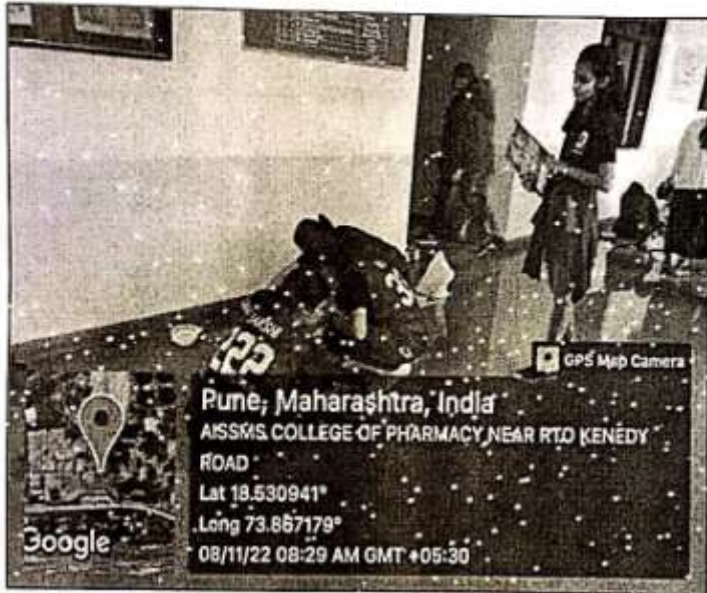 222
GPS Map Camera
Pune, Maharashtra, India
AISSMS COLLEGE OF PHARMACY NEAR RTO KENEDY
ROAD
Lat 18.530941°
Long 73.867179°
08/11/22 08:29 AM GMT +05:30
Google